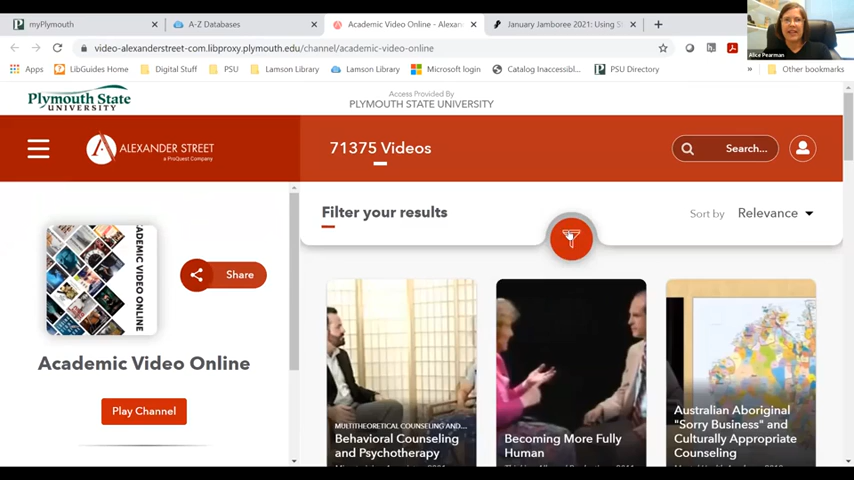 myPlymouth
A-Z Databases
Academic Video Online - Alexan
January Jamboree 2021: Using S
video-alexanderstreet-com.libproxy.plymouth.edu/channel/academic-video-online
Apps
LibGuides Home
Digital Stuff
PSU
Lamson Library
Lamson Library
Microsoft login
Catalog Inaccessibl...
PSU Directory
Other bookmarks
Alice Pearman
Plymouth State
UNIVERSITY
Access Provided By
PLYMOUTH STATE UNIVERSITY
ALEXANDER STREET
a ProQuest Company
71375 Videos
Search...
Filter your results
Sort by Relevance
ADEMIC VIDEO ONLINE
Share
Academic Video Online
Play Channel
MULTITHEORETICAL COUNSELING AND...
Behavioral Counseling
and Psychotherapy
Becoming More Fully
Human
Australian Aboriginal
"Sorry Business" and
Culturally Appropriate
Counseling